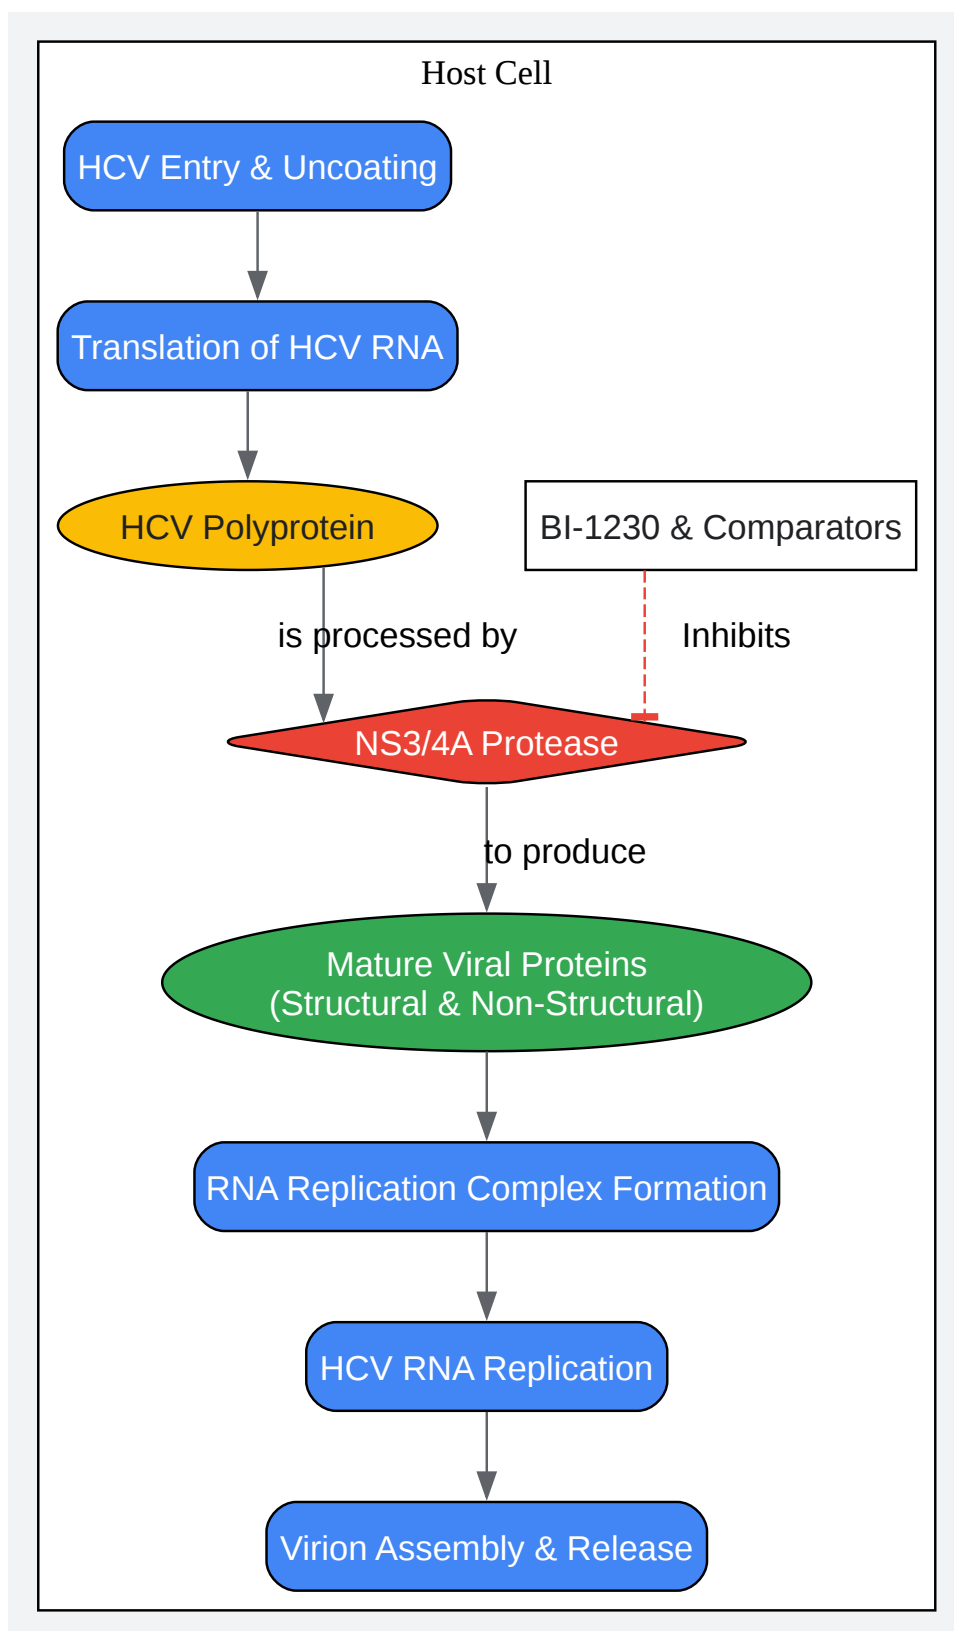 Host Cell
HCV Entry & Uncoating
Translation of HCV RNA
HCV Polyprotein
BI-1230 & Comparators
is processed by
Inhibits
NS3/4A Protease
to produce
Mature Viral Proteins
(Structural & Non-Structural)
RNA Replication Complex Formation
HCV RNA Replication
Virion Assembly & Release